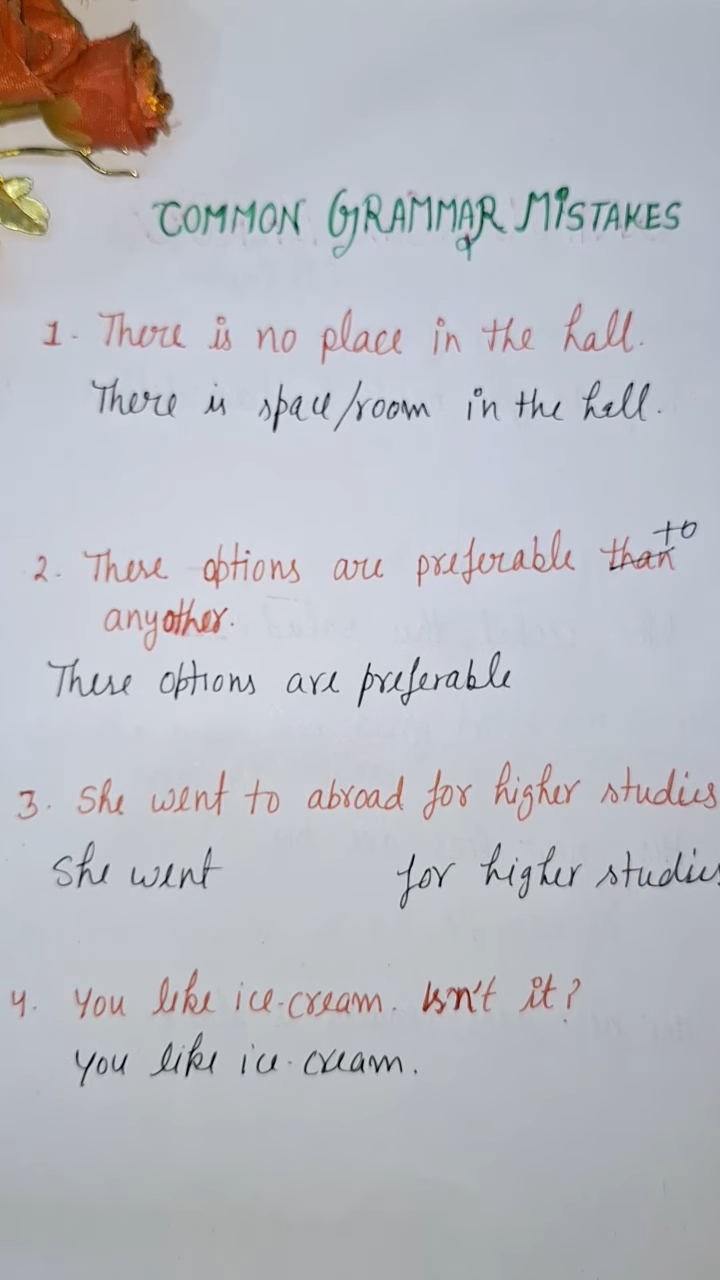 COMMON GRAMMAR MISTAKES
1. There is no place in the hall.
There is space/room in the hall.
to
2. These options are preferable than
anyother.
These options are preferable
3. She went to abroad for higher studies
She went for higher studies
4. You like ice-cream. Isn't it?
You like ice-cream.